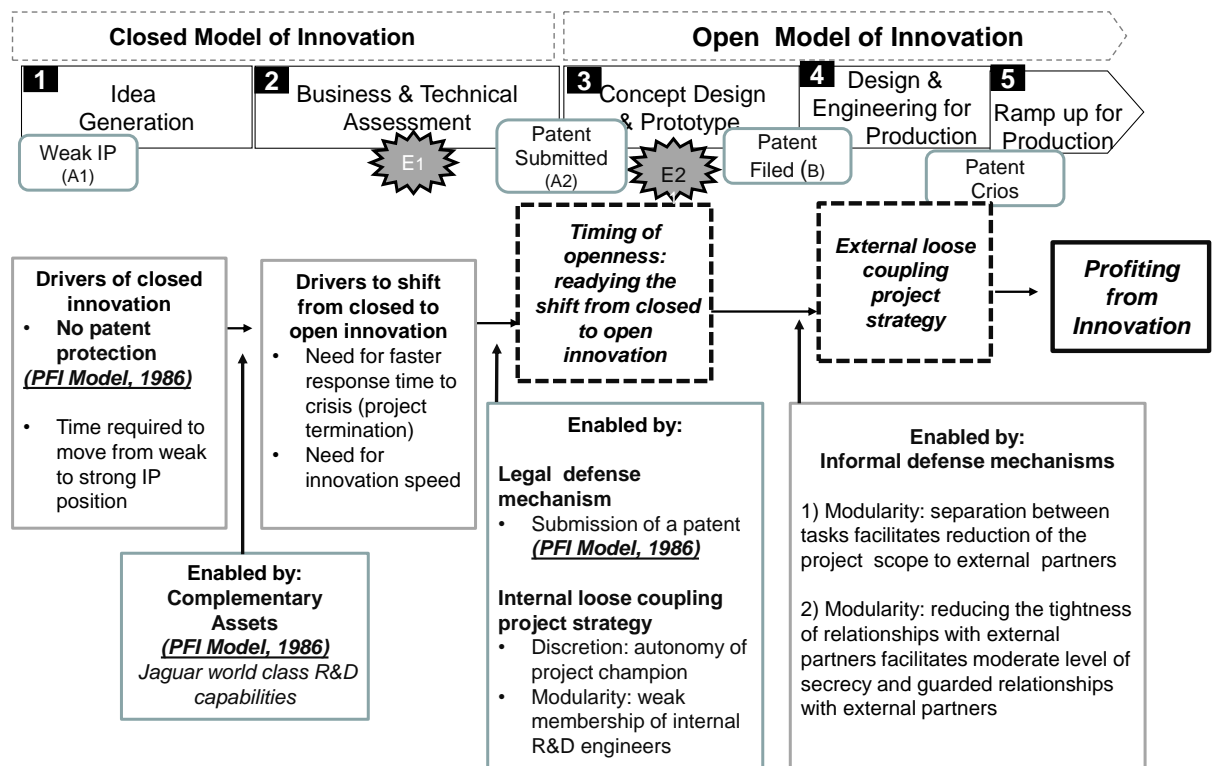 Closed Model of Innovation
Open Model of Innovation
1
Idea
Generation
2
Business & Technical
Assessment
3
Concept Design
& Prototype
4
Design &
Engineering for
Production
5
Ramp up for
Production
Weak IP
(A1)
E1
Patent
Submitted
(A2)
E2
Patent
Filed (B)
Patent
Crios
Drivers of closed
innovation
• No patent
protection
(PFI Model, 1986)
• Time required to
move from weak
to strong IP
position
Drivers to shift
from closed to
open innovation
• Need for faster
response time to
crisis (project
termination)
• Need for
innovation speed
Timing of
openness:
readying the
shift from closed
to open
innovation
External loose
coupling
project
strategy
Profiting
from
Innovation
Enabled by:
Complementary
Assets
(PFI Model, 1986)
Jaguar world class R&D
capabilities
Enabled by:
Legal defense
mechanism
• Submission of a patent
(PFI Model, 1986)
Internal loose coupling
project strategy
• Discretion: autonomy of
project champion
• Modularity: weak
membership of internal
R&D engineers
Enabled by:
Informal defense mechanisms
1) Modularity: separation between
tasks facilitates reduction of the
project scope to external partners
2) Modularity: reducing the tightness
of relationships with external
partners facilitates moderate level of
secrecy and guarded relationships
with external partners